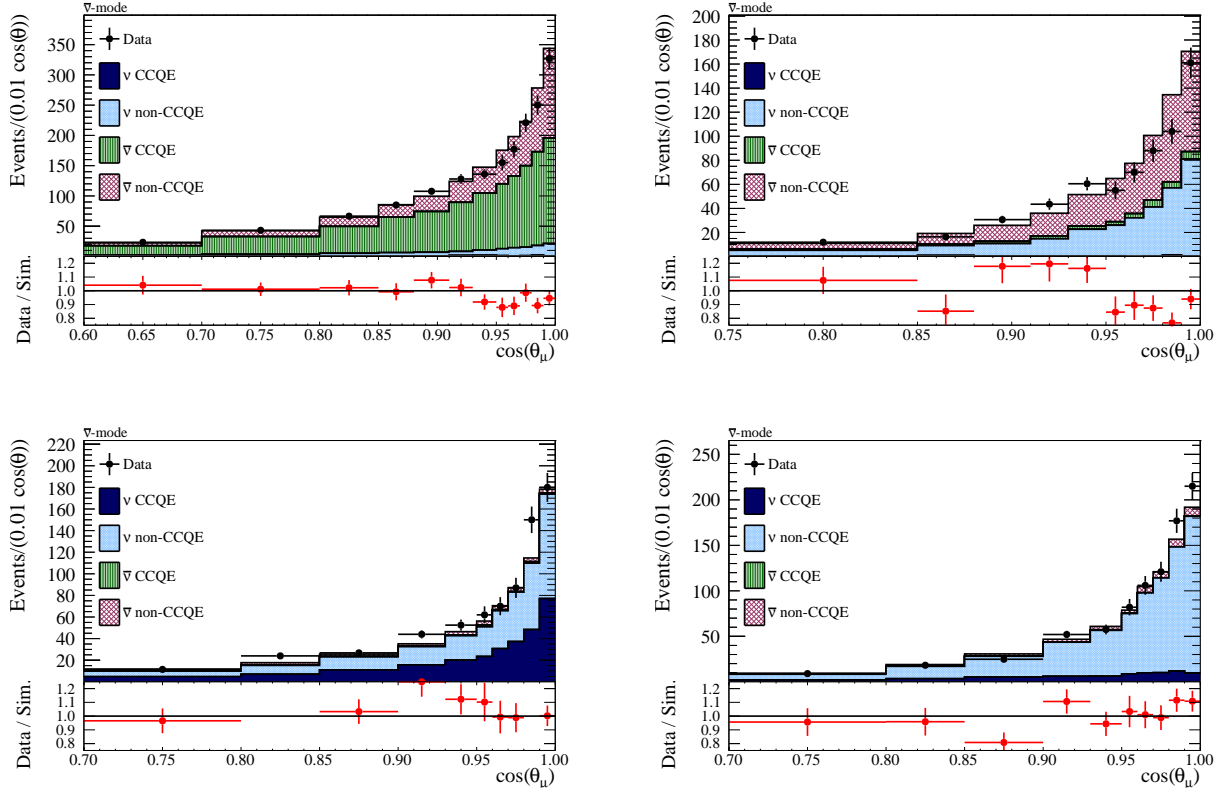 ν̅-mode
Events/(0.01 cos(θ))
350
300
250
200
150
100
50
Data
ν CCQE
ν non-CCQE
ν̅ CCQE
ν̅ non-CCQE
Data / Sim.
1.2
1.1
1.0
0.9
0.8
0.60 0.65 0.70 0.75 0.80 0.85 0.90 0.95 1.00
cos(θμ)
ν̅-mode
Events/(0.01 cos(θ))
200
180
160
140
120
100
80
60
40
20
Data
ν CCQE
ν non-CCQE
ν̅ CCQE
ν̅ non-CCQE
Data / Sim.
1.2
1.1
1.0
0.9
0.8
0.75 0.80 0.85 0.90 0.95 1.00
cos(θμ)
ν̅-mode
Events/(0.01 cos(θ))
220
200
180
160
140
120
100
80
60
40
20
Data
ν CCQE
ν non-CCQE
ν̅ CCQE
ν̅ non-CCQE
Data / Sim.
1.2
1.1
1.0
0.9
0.8
0.70 0.75 0.80 0.85 0.90 0.95 1.00
cos(θμ)
ν̅-mode
Events/(0.01 cos(θ))
250
200
150
100
50
Data
ν CCQE
ν non-CCQE
ν̅ CCQE
ν̅ non-CCQE
Data / Sim.
1.2
1.1
1.0
0.9
0.8
0.70 0.75 0.80 0.85 0.90 0.95 1.00
cos(θμ)